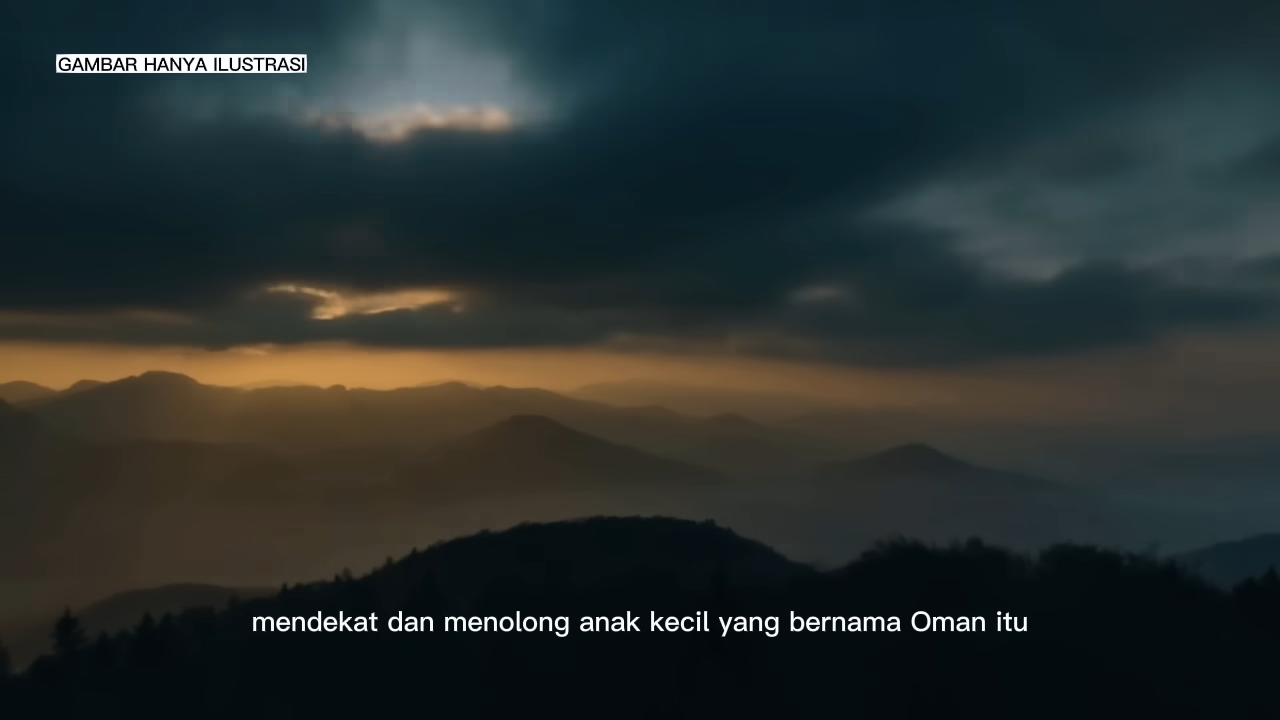 GAMBAR HANYA ILUSTRASI
mendekat dan menolong anak kecil yang bernama Oman itu